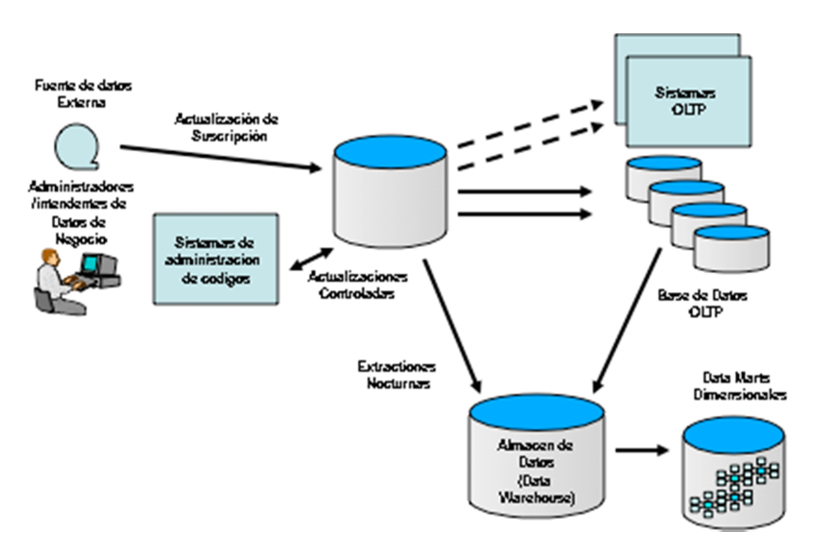 Fuente de datos
Externa
Actualización de
Suscripción
Sistemas
OLTP
Administradores
/intendentes de
Datos de
Negocio
Sistemas de
administracion
de codigos
Actualizaciones
Controladas
Base de Datos
OLTP
Extractiones
Nocturnas
Data Marts
Dimensionales
Almacen de
Datos
(Data
Warehouse)